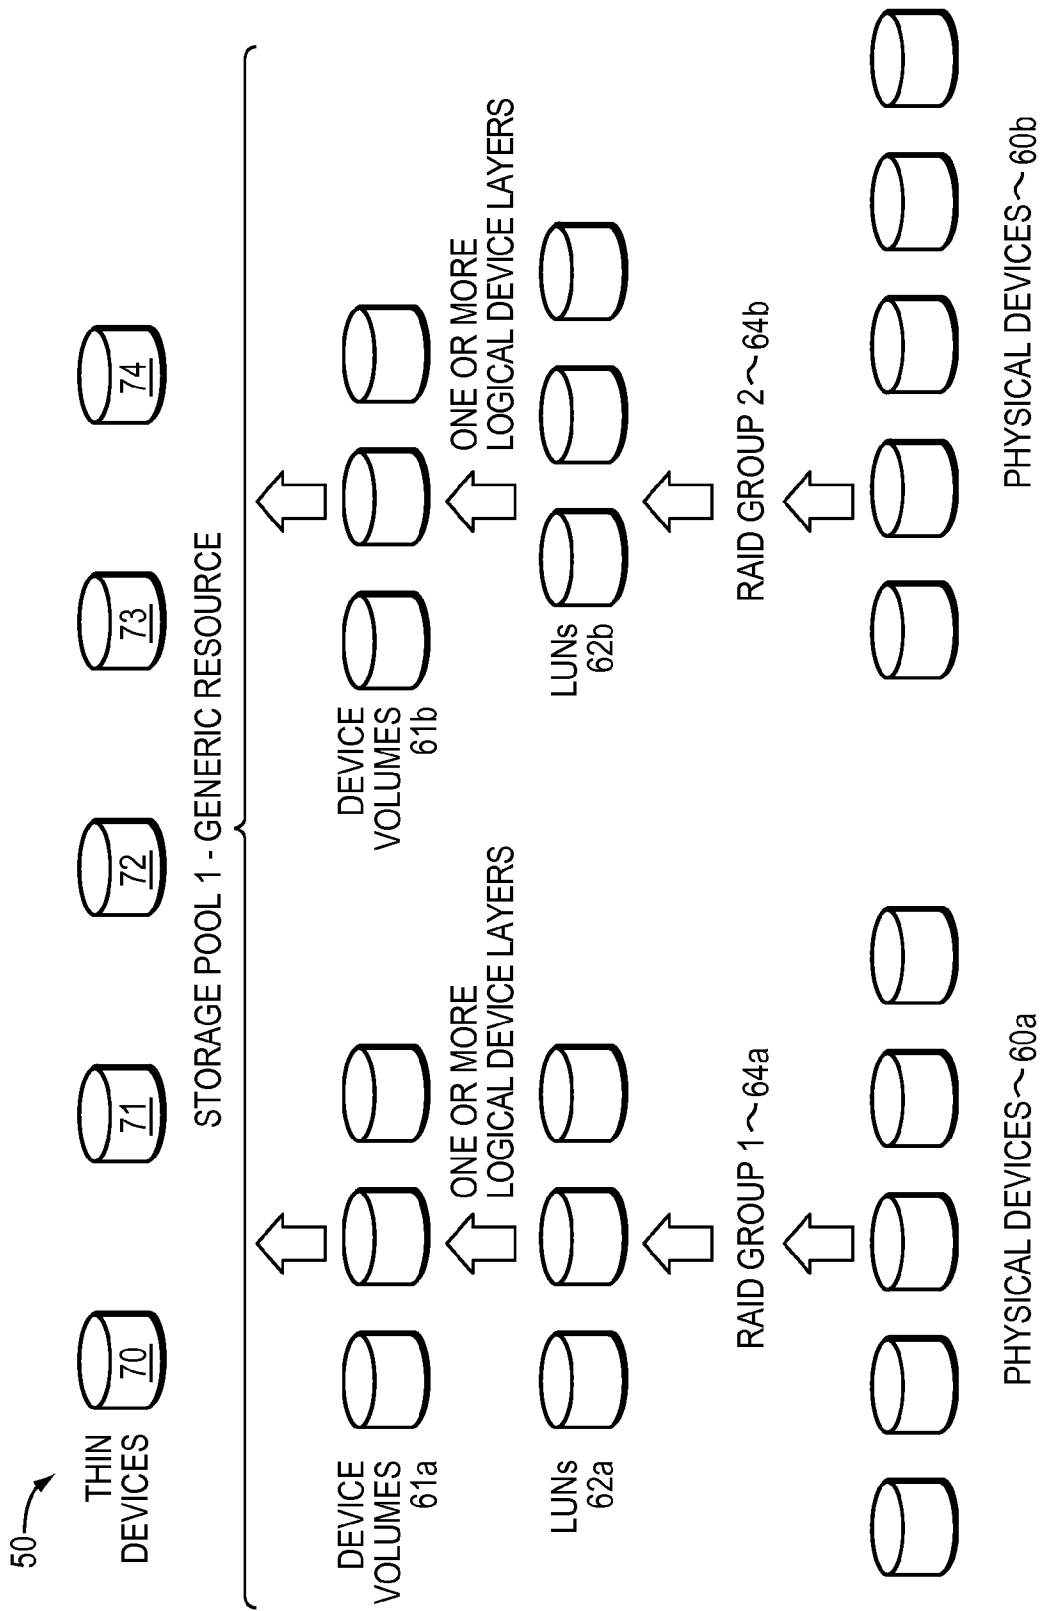 50
THIN
DEVICES
70
71
72
73
74
STORAGE POOL 1 - GENERIC RESOURCE
DEVICE
VOLUMES
61a
DEVICE
VOLUMES
61b
ONE OR MORE
LOGICAL DEVICE LAYERS
ONE OR MORE
LOGICAL DEVICE LAYERS
LUNs
62a
LUNs
62b
RAID GROUP 1~64a
RAID GROUP 2~64b
PHYSICAL DEVICES~60a
PHYSICAL DEVICES~60b